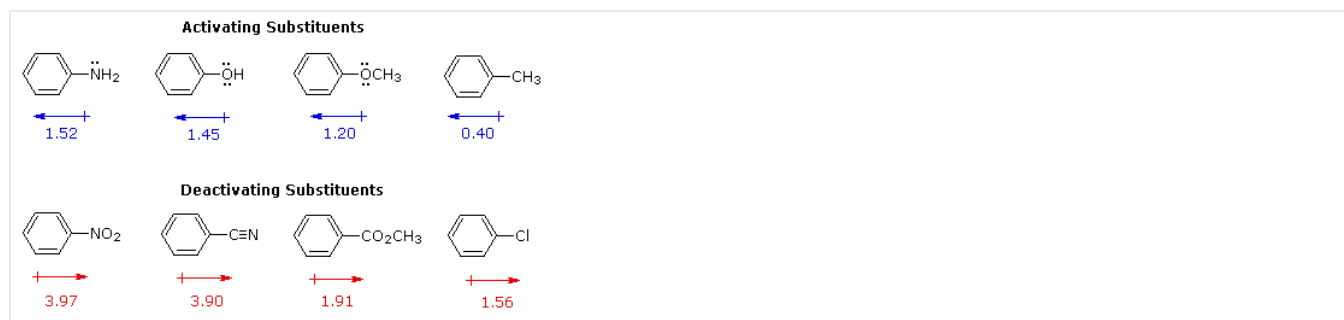 Activating Substituents
NH2 OH OCH3 CH3
1.52 1.45 1.20 0.40
Deactivating Substituents
NO2 C≡N CO2CH3 Cl
3.97 3.90 1.91 1.56